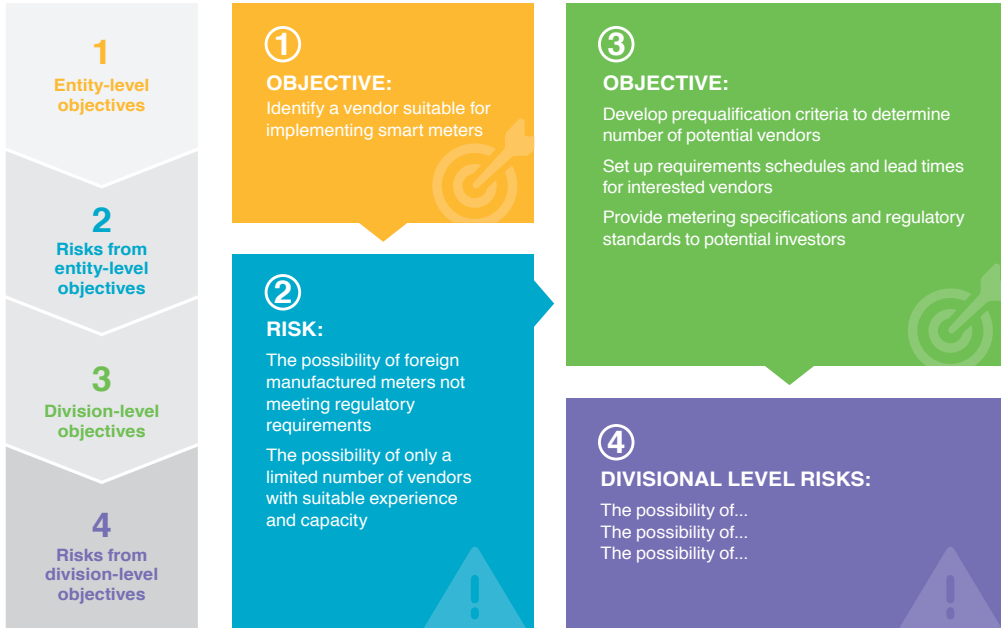 1
Entity-level
objectives
2
Risks from
entity-level
objectives
3
Division-level
objectives
4
Risks from
division-level
objectives
1
OBJECTIVE:
Identify a vendor suitable for
implementing smart meters
2
RISK:
The possibility of foreign
manufactured meters not
meeting regulatory
requirements
The possibility of only a
limited number of vendors
with suitable experience
and capacity
3
OBJECTIVE:
Develop prequalification criteria to determine
number of potential vendors
Set up requirements schedules and lead times
for interested vendors
Provide metering specifications and regulatory
standards to potential investors
4
DIVISIONAL LEVEL RISKS:
The possibility of...
The possibility of...
The possibility of...